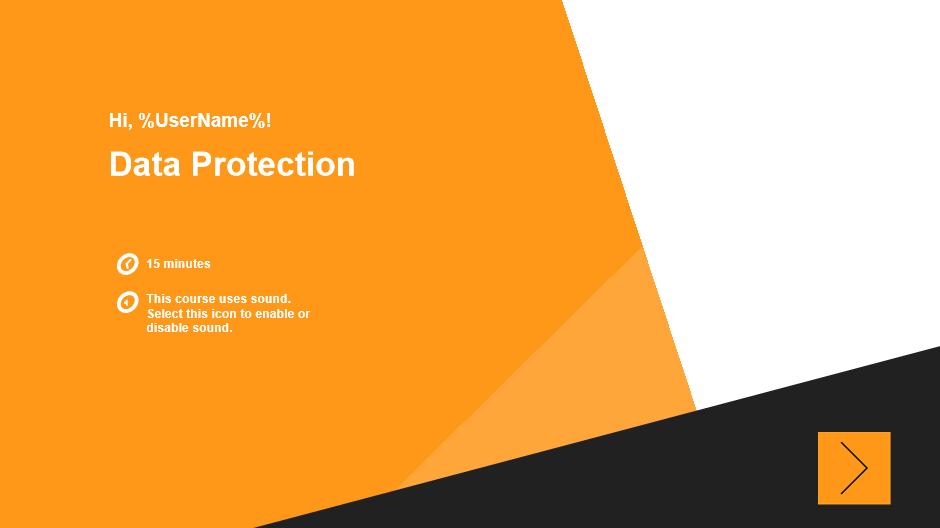 Hi, %UserName%!
Data Protection
15 minutes
This course uses sound.
Select this icon to enable or
disable sound.